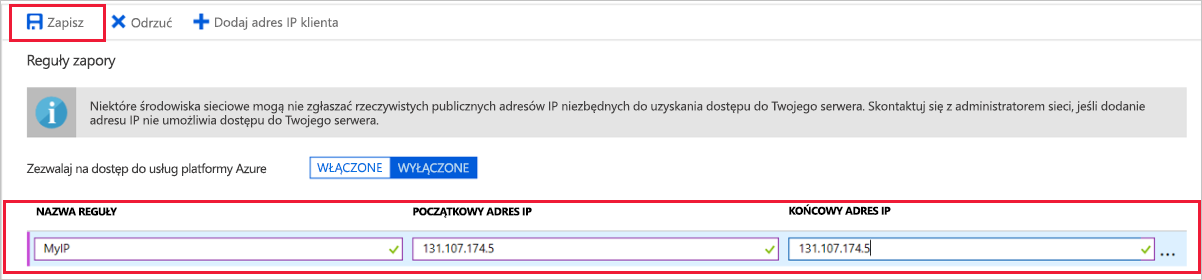 Zapisz Odrzuć Dodaj adres IP klienta
Reguły zapory
Niektóre środowiska sieciowe mogą nie zgłaszać rzeczywistych publicznych adresów IP niezbędnych do uzyskania dostępu do Twojego serwera. Skontaktuj się z administratorem sieci, jeśli dodanie
adresu IP nie umożliwia dostępu do Twojego serwera.
Zezwalaj na dostęp do usług platformy Azure WŁĄCZONE WYŁĄCZONE
NAZWA REGUŁY POCZĄTKOWY ADRES IP KOŃCOWY ADRES IP
MyIP 131.107.174.5 131.107.174.5 ...